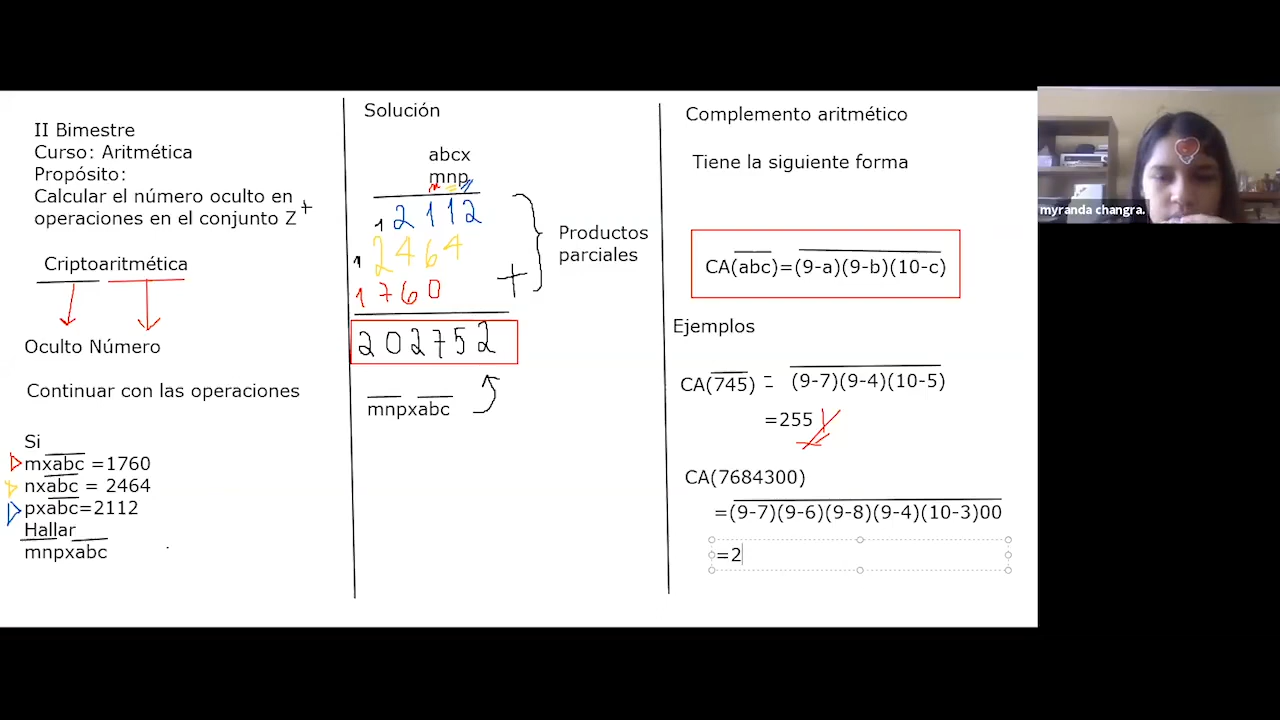 II Bimestre
Curso: Aritmética
Propósito:
Calcular el número oculto en
operaciones en el conjunto Z+
Criptoaritmética
Oculto Número
Continuar con las operaciones
Si
mxabc =1760
nxabc = 2464
pxabc=2112
Hallar
mnpxabc
Solución
abcx
mnp
12112
12464
1760 +
202752
mnpxabc
Productos
parciales
Complemento aritmético
Tiene la siguiente forma
CA(abc)=(9-a)(9-b)(10-c)
Ejemplos
CA(745) = (9-7)(9-4)(10-5)
=255
CA(7684300)
=(9-7)(9-6)(9-8)(9-4)(10-3)00
=2
myranda changra.